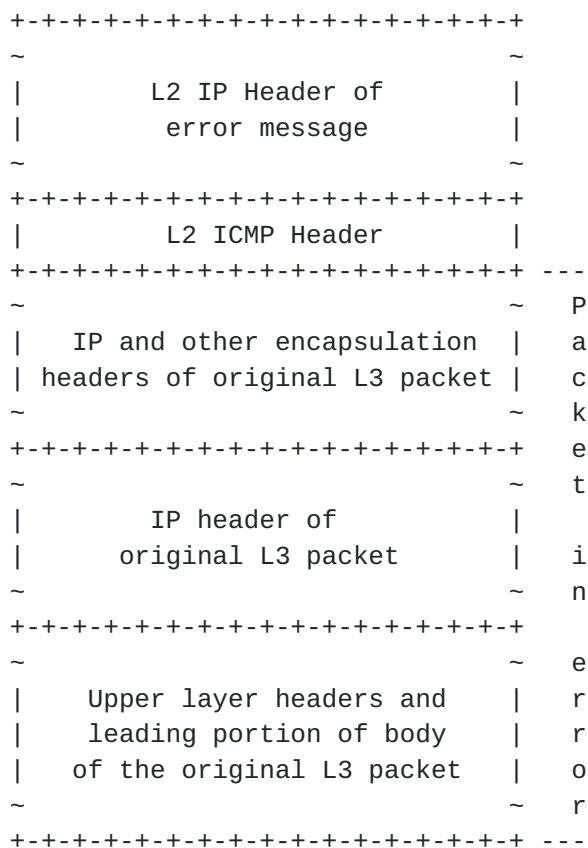 +-+-+-+-+-+-+-+-+-+-+-+-+-+-+-+-+
~                               ~
|         L2 IP Header of        |
|          error message         |
~                               ~
+-+-+-+-+-+-+-+-+-+-+-+-+-+-+-+-+
|          L2 ICMP Header        |
+-+-+-+-+-+-+-+-+-+-+-+-+-+-+-+-+ ---
~                               ~   P
|   IP and other encapsulation  |   a
| headers of original L3 packet |   c
~                               ~   k
+-+-+-+-+-+-+-+-+-+-+-+-+-+-+-+-+   e
~                               ~   t
|         IP header of           |
|       original L3 packet       |   i
~                               ~   n
+-+-+-+-+-+-+-+-+-+-+-+-+-+-+-+-+
~                               ~   e
|     Upper layer headers and    |   r
|     leading portion of body    |   r
|    of the original L3 packet   |   o
~                               ~   r
+-+-+-+-+-+-+-+-+-+-+-+-+-+-+-+-+ ---